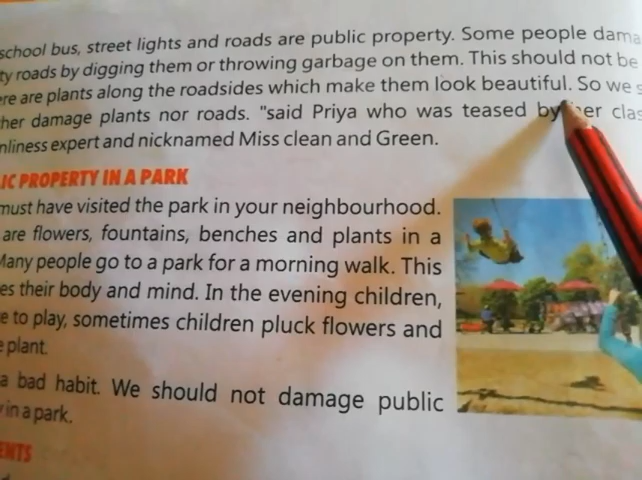 school bus, street lights and roads are public property. Some people dama
ty roads by digging them or throwing garbage on them. This should not be
ere are plants along the roadsides which make them look beautiful. So we s
her damage plants nor roads. "said Priya who was teased by her clas
nliness expert and nicknamed Miss clean and Green.
IC PROPERTY IN A PARK
must have visited the park in your neighbourhood.
are flowers, fountains, benches and plants in a
Many people go to a park for a morning walk. This
es their body and mind. In the evening children,
e to play, sometimes children pluck flowers and
e plant.
a bad habit. We should not damage public
y in a park.
ENTS